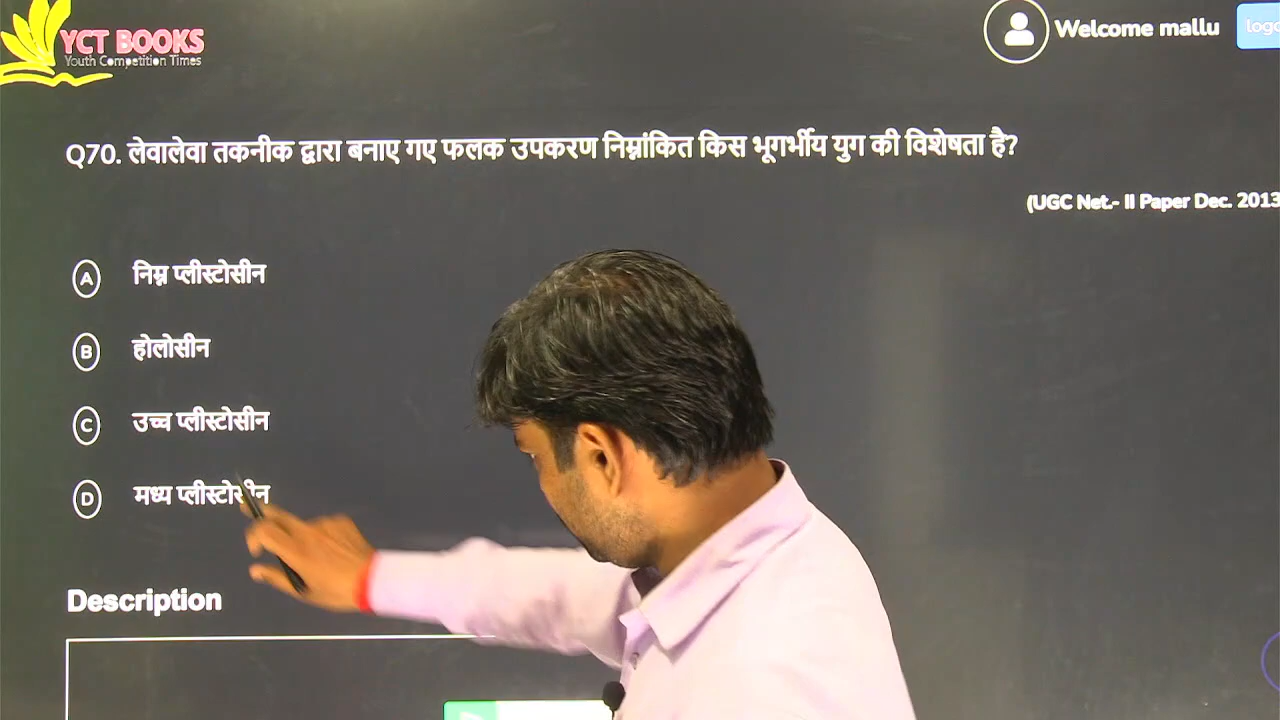 YCT BOOKS
Youth Competition Times
Welcome mallu
Q70. लेवालेवा तकनीक द्वारा बनाए गए फलक उपकरण निम्नांकित किस भूगर्भीय युग की विशेषता है?
(UGC Net.- II Paper Dec. 2013
A निम्न प्लीस्टोसीन
B होलोसीन
C उच्च प्लीस्टोसीन
D मध्य प्लीस्टोसीन
Description